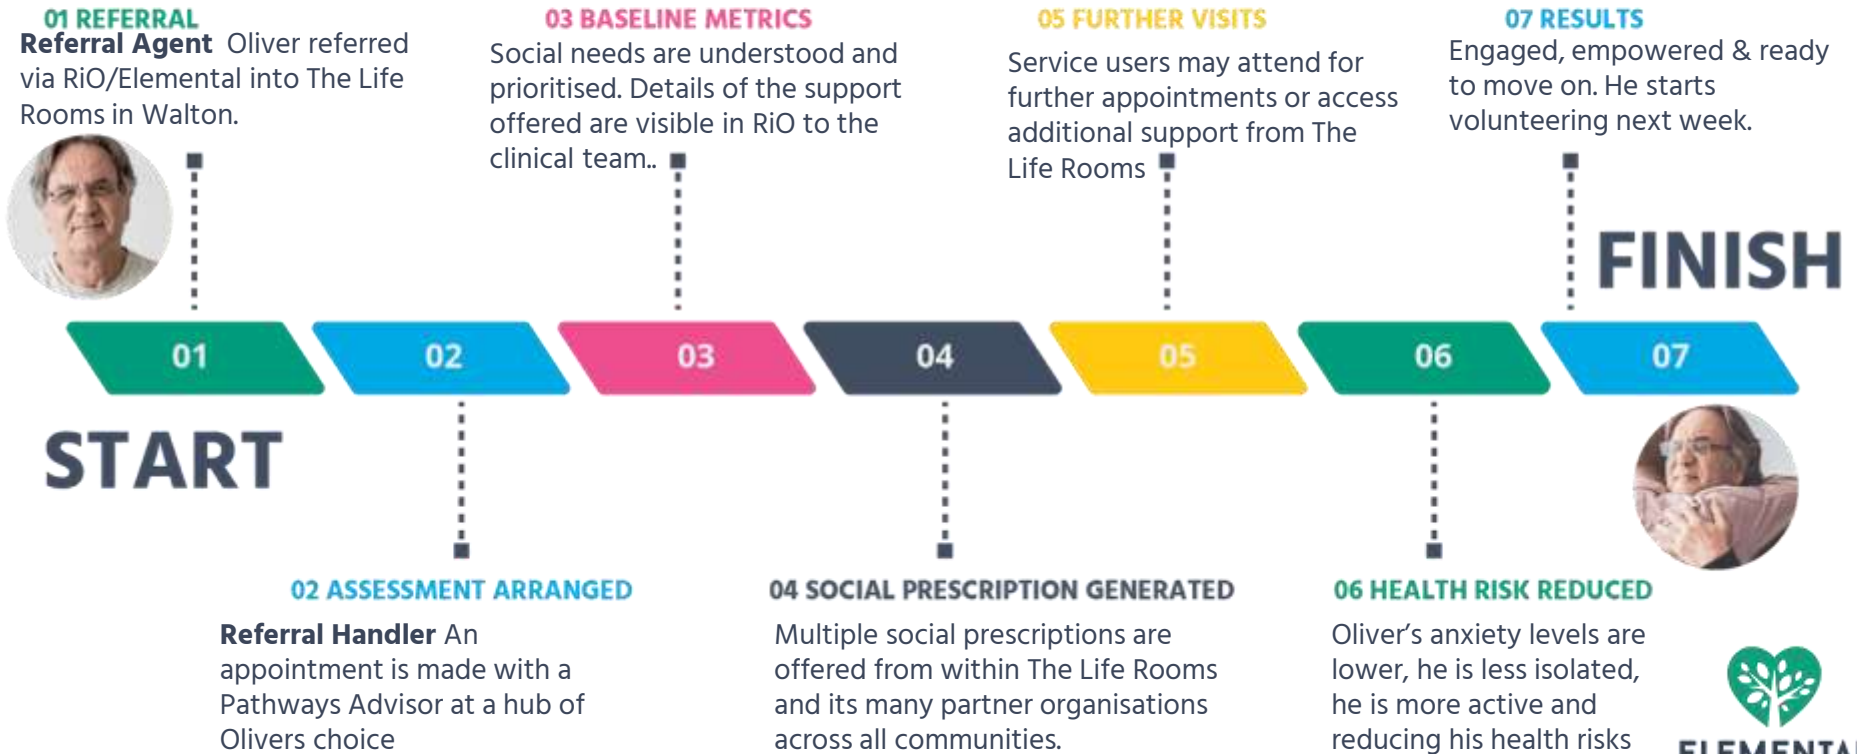 01 REFERRAL
Referral Agent Oliver referred
via RiO/Elemental into The Life
Rooms in Walton.
03 BASELINE METRICS
Social needs are understood and
prioritised. Details of the support
offered are visible in RiO to the
clinical team..
05 FURTHER VISITS
Service users may attend for
further appointments or access
additional support from The
Life Rooms
07 RESULTS
Engaged, empowered & ready
to move on. He starts
volunteering next week.
FINISH
01
02
03
04
05
06
07
START
02 ASSESSMENT ARRANGED
Referral Handler An
appointment is made with a
Pathways Advisor at a hub of
Olivers choice
04 SOCIAL PRESCRIPTION GENERATED
Multiple social prescriptions are
offered from within The Life Rooms
and its many partner organisations
across all communities.
06 HEALTH RISK REDUCED
Oliver’s anxiety levels are
lower, he is less isolated,
he is more active and
reducing his health risks
ELEMENTAL